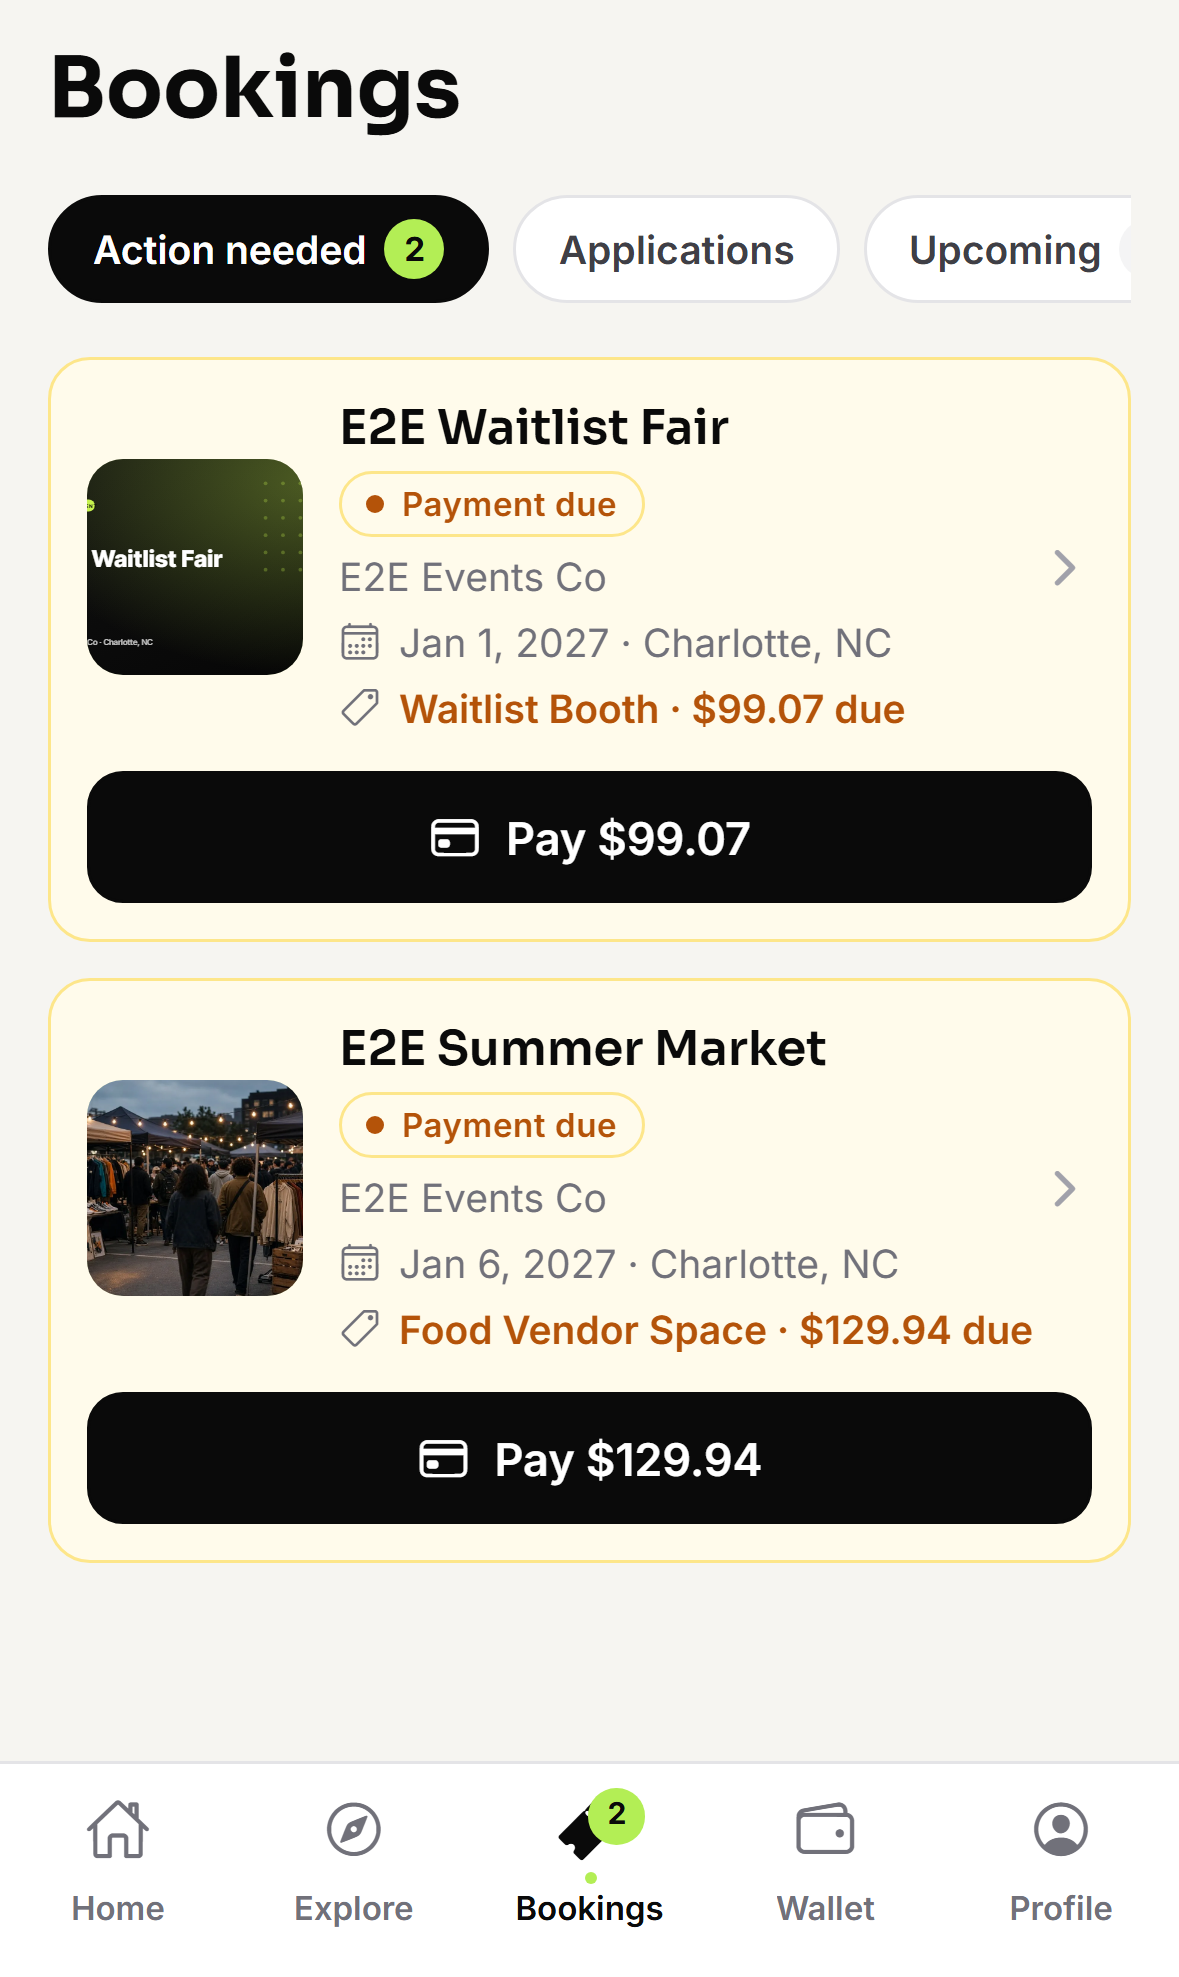 Bookings
Action needed 2
Applications
Upcoming
E2E Waitlist Fair
Payment due
E2E Events Co
Jan 1, 2027 · Charlotte, NC
Waitlist Booth · $99.07 due
Waitlist Fair
Co · Charlotte, NC
Pay $99.07
E2E Summer Market
Payment due
E2E Events Co
Jan 6, 2027 · Charlotte, NC
Food Vendor Space · $129.94 due
Pay $129.94
2
Home
Explore
Bookings
Wallet
Profile